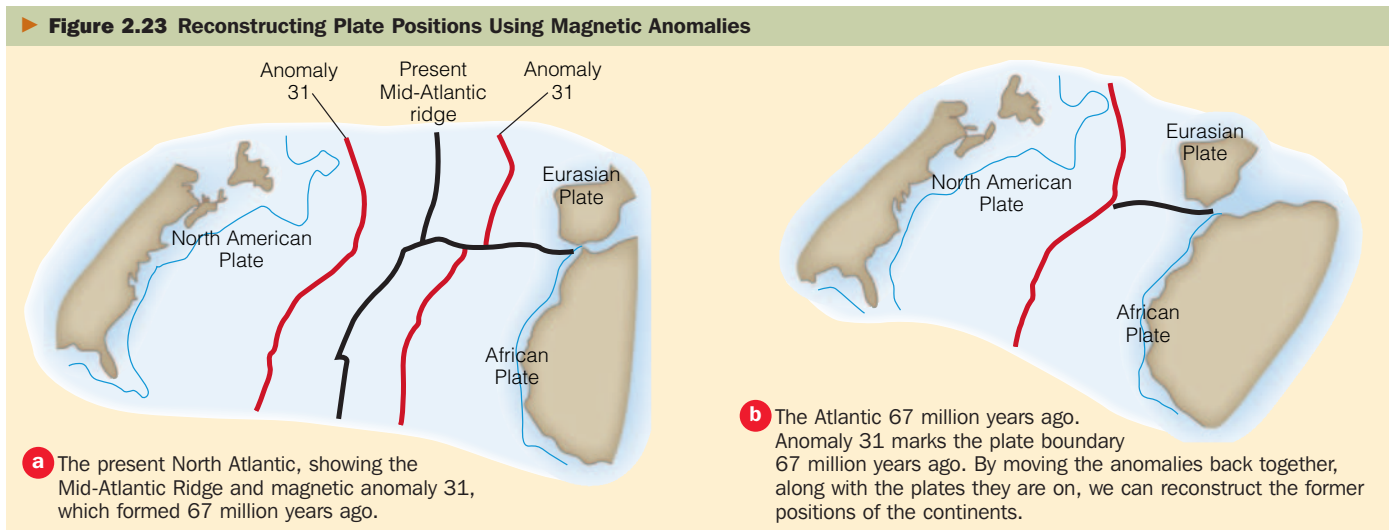 ▶ Figure 2.23 Reconstructing Plate Positions Using Magnetic Anomalies
Anomaly
31
Present
Mid-Atlantic
ridge
Anomaly
31
Eurasian
Plate
North American
Plate
African
Plate
a The present North Atlantic, showing the
Mid-Atlantic Ridge and magnetic anomaly 31,
which formed 67 million years ago.
Eurasian
Plate
North American
Plate
African
Plate
b The Atlantic 67 million years ago.
Anomaly 31 marks the plate boundary
67 million years ago. By moving the anomalies back together,
along with the plates they are on, we can reconstruct the former
positions of the continents.